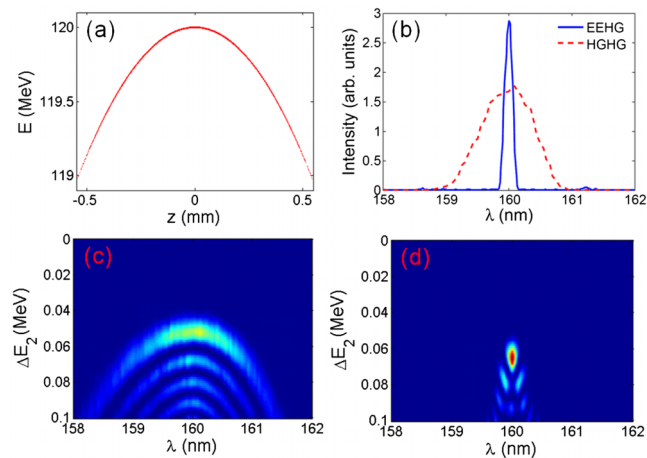 (a)
E (MeV)
120
119.5
119
-0.5
0
0.5
z (mm)
(b)
EEHG
HGHG
Intensity (arb. units)
3
2.5
2
1.5
1
0.5
0
158
159
160
161
162
λ (nm)
(c)
ΔE2 (MeV)
0
0.02
0.04
0.06
0.08
0.1
158
159
160
161
162
λ (nm)
(d)
ΔE2 (MeV)
0
0.02
0.04
0.06
0.08
0.1
158
159
160
161
162
λ (nm)